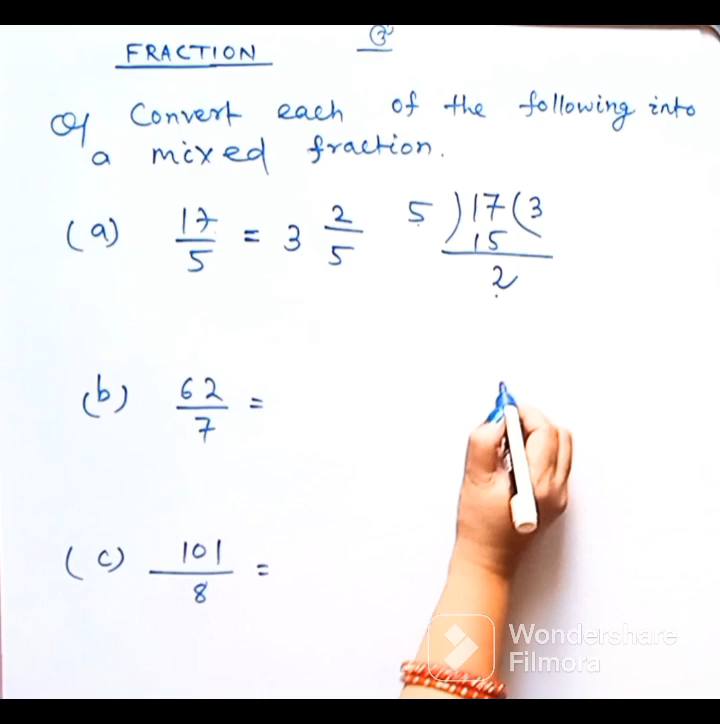 FRACTION
Q Convert each of the following into
a mixed fraction.
(a) 17/5 = 3 2/5 5 ) 17 ( 3
15
2
(b) 62/7 =
(c) 101/8 =
Wondershare
Filmora